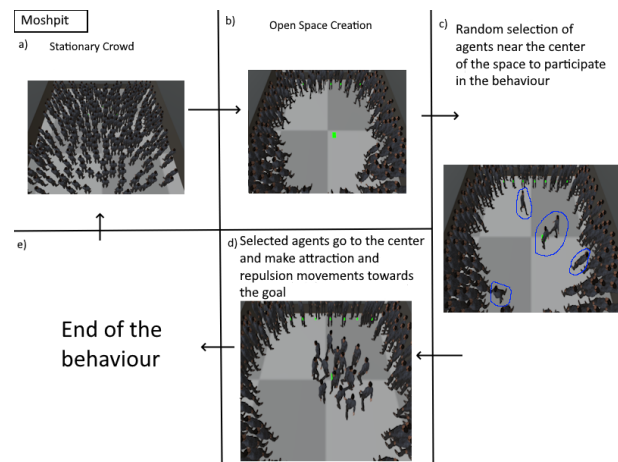 Moshpit
a) Stationary Crowd
b) Open Space Creation
c) Random selection of
agents near the center
of the space to participate
in the behaviour
d) Selected agents go to the center
and make attraction and
repulsion movements towards
the goal
e)
End of the
behaviour